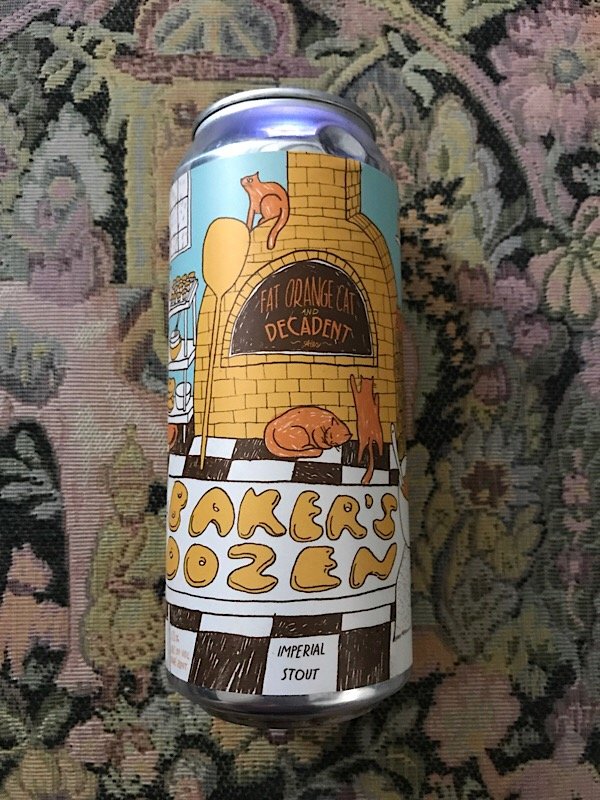 FAT ORANGE CAT
AND
DECADENT
BAKER'S
DOZEN
IMPERIAL
STOUT